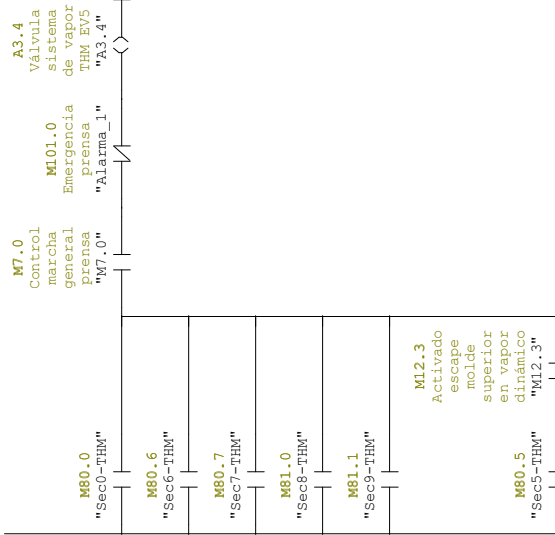 M80.0
"Sec0-THM"
M7.0
Control
marcha
general
prensa
"M7.0"
M101.0
Emergencia
prensa
"Alarma_1"
A3.4
Válvula
sistema
de vapor
THM EV5
"A3.4"
M80.6
"Sec6-THM"
M80.7
"Sec7-THM"
M81.0
"Sec8-THM"
M81.1
"Sec9-THM"
M80.5
"Sec5-THM"
M12.3
Activado
escape
molde
superior
en vapor
dinámico
"M12.3"